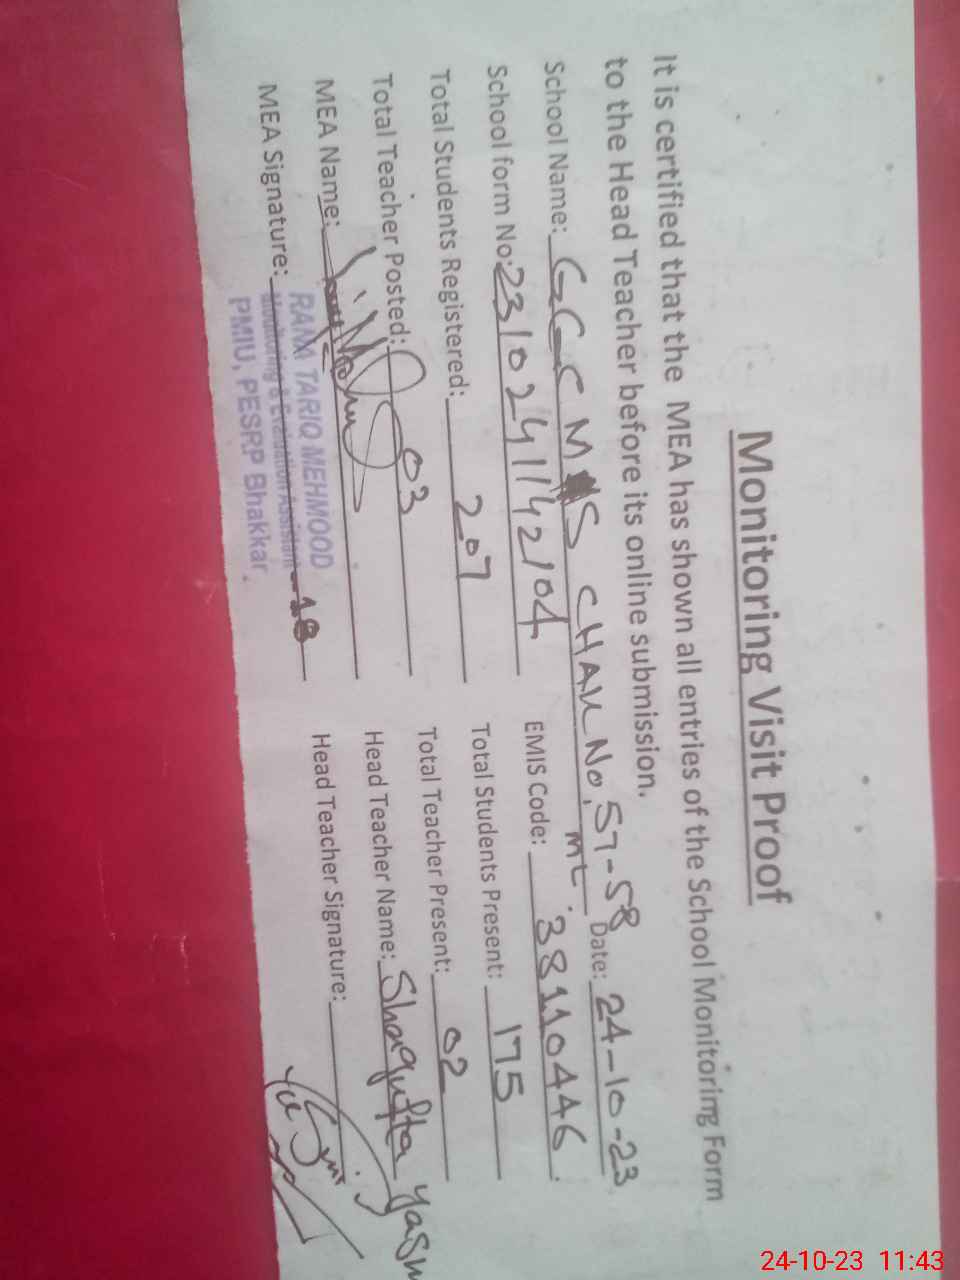 Monitoring Visit Proof
It is certified that the MEA has shown all entries of the School Monitoring Form
to the Head Teacher before its online submission.
School Name: GGCMS CHAK No. 57-58 ML. Date: 24-10-23
School form No: 2310241142104 EMIS Code: 38110446
Total Students Registered: 207 Total Students Present: 175
Total Teacher Posted: 03 Total Teacher Present: 02
MEA Name: Head Teacher Name: Shagufta
MEA Signature: Head Teacher Signature:
RANA TARIQ MEHMOOD
Monitoring & Evaluation Assistant - 18
PMIU, PESRP Bhakkar
24-10-23 11:43